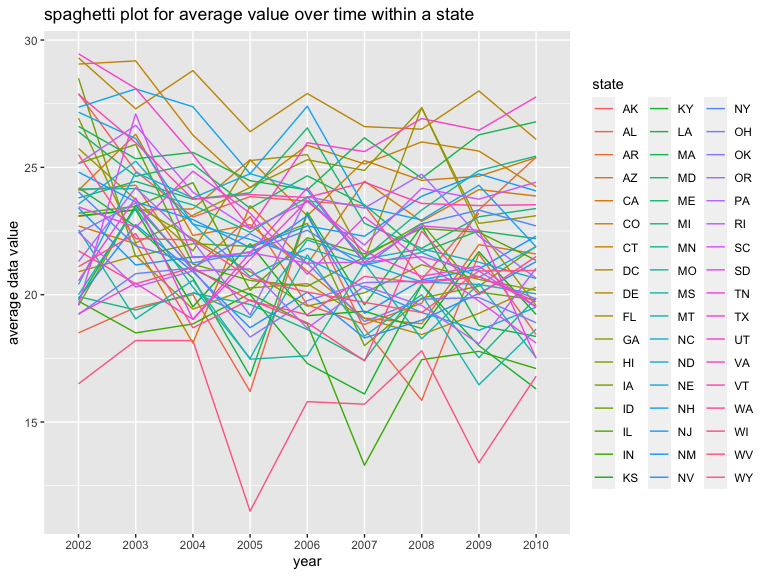 spaghetti plot for average value over time within a state
average data value
30
25
20
15
2002 2003 2004 2005 2006 2007 2008 2009 2010
year
state
AK KY NY
AL LA OH
AR MA OK
AZ MD OR
CA ME PA
CO MI RI
CT MN SC
DC MO SD
DE MS TN
FL MT TX
GA NC UT
HI ND VA
IA NE VT
ID NH WA
IL NJ WI
IN NM WV
KS NV WY